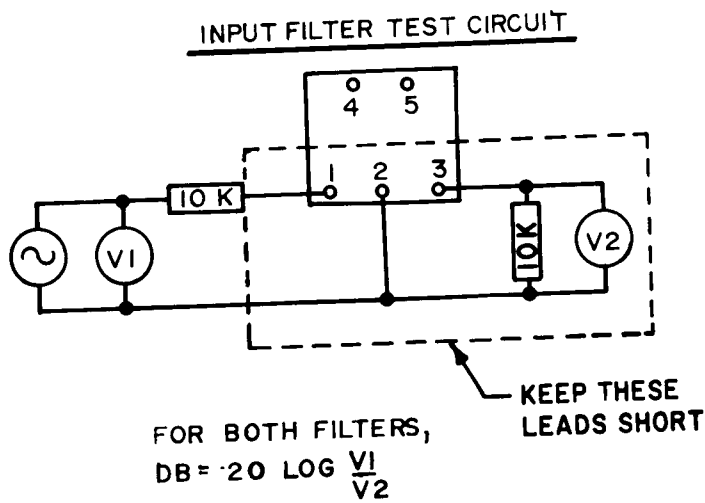 INPUT FILTER TEST CIRCUIT
4 5
1 2 3
10 K
V1
10K
V2
KEEP THESE
LEADS SHORT
FOR BOTH FILTERS,
DB = 20 LOG V1
V2